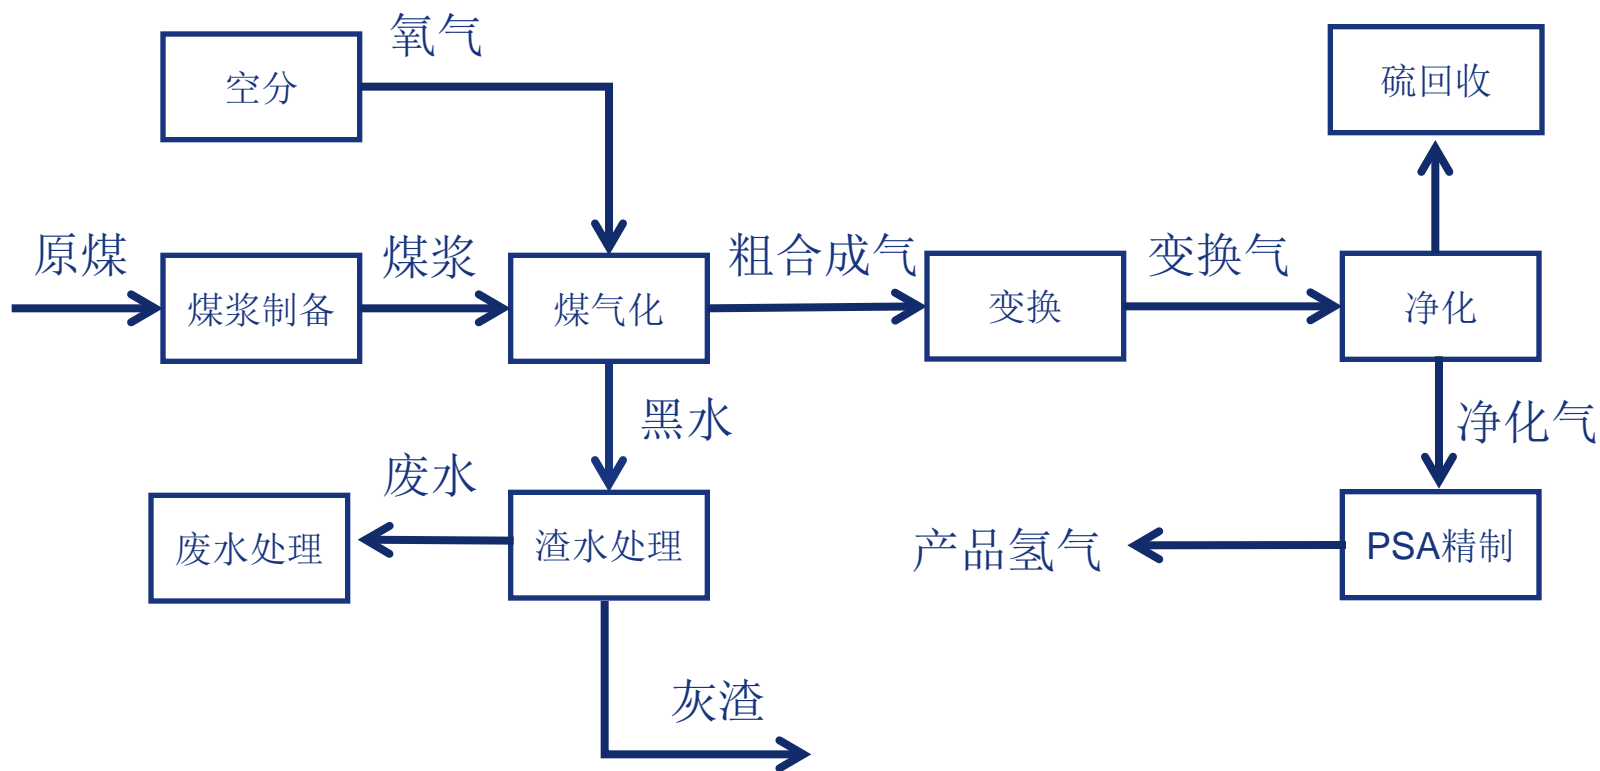 氧气
空分
硫回收
原煤
煤浆
粗合成气
变换气
煤浆制备
煤气化
变换
净化
黑水
净化气
废水
废水处理
渣水处理
产品氢气
PSA精制
灰渣